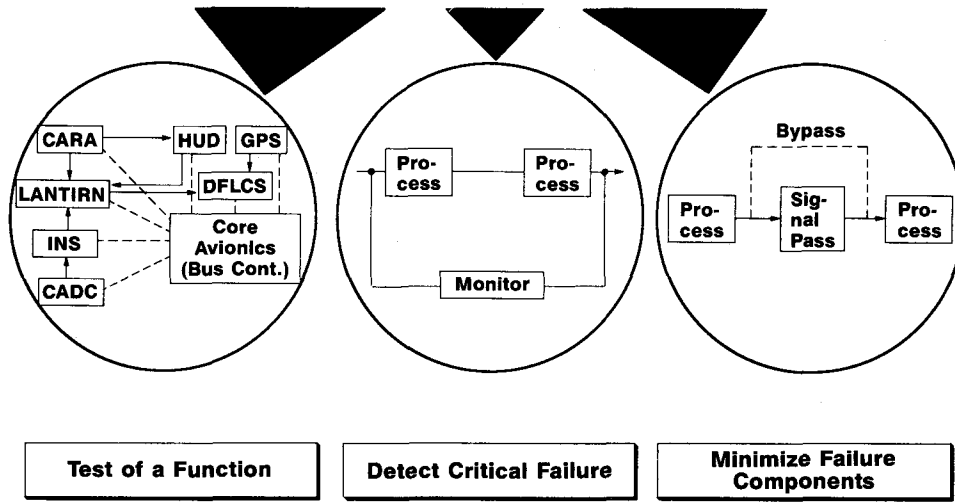 CARA
HUD
GPS
LANTIRN
DFLCS
INS
Core
Avionics
(Bus Cont.)
CADC
Pro-
cess
Pro-
cess
Monitor
Bypass
Pro-
cess
Sig-
nal
Pass
Pro-
cess
Test of a Function
Detect Critical Failure
Minimize Failure
Components